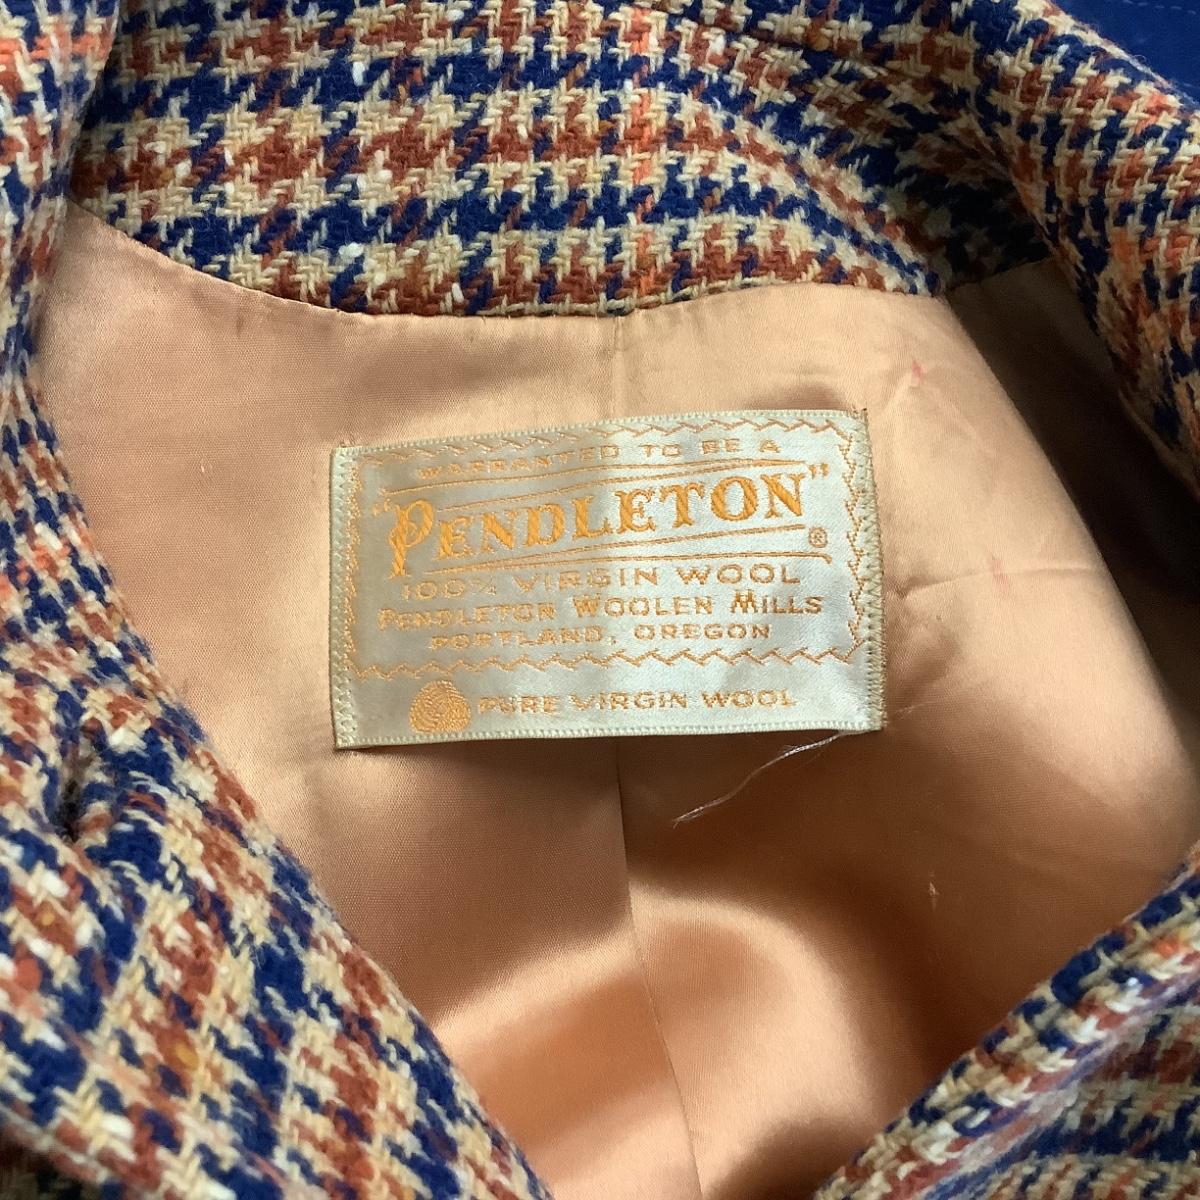 WARRANTED TO BE A
"PENDLETON"®
100% VIRGIN WOOL
PENDLETON WOOLEN MILLS
PORTLAND, OREGON
PURE VIRGIN WOOL